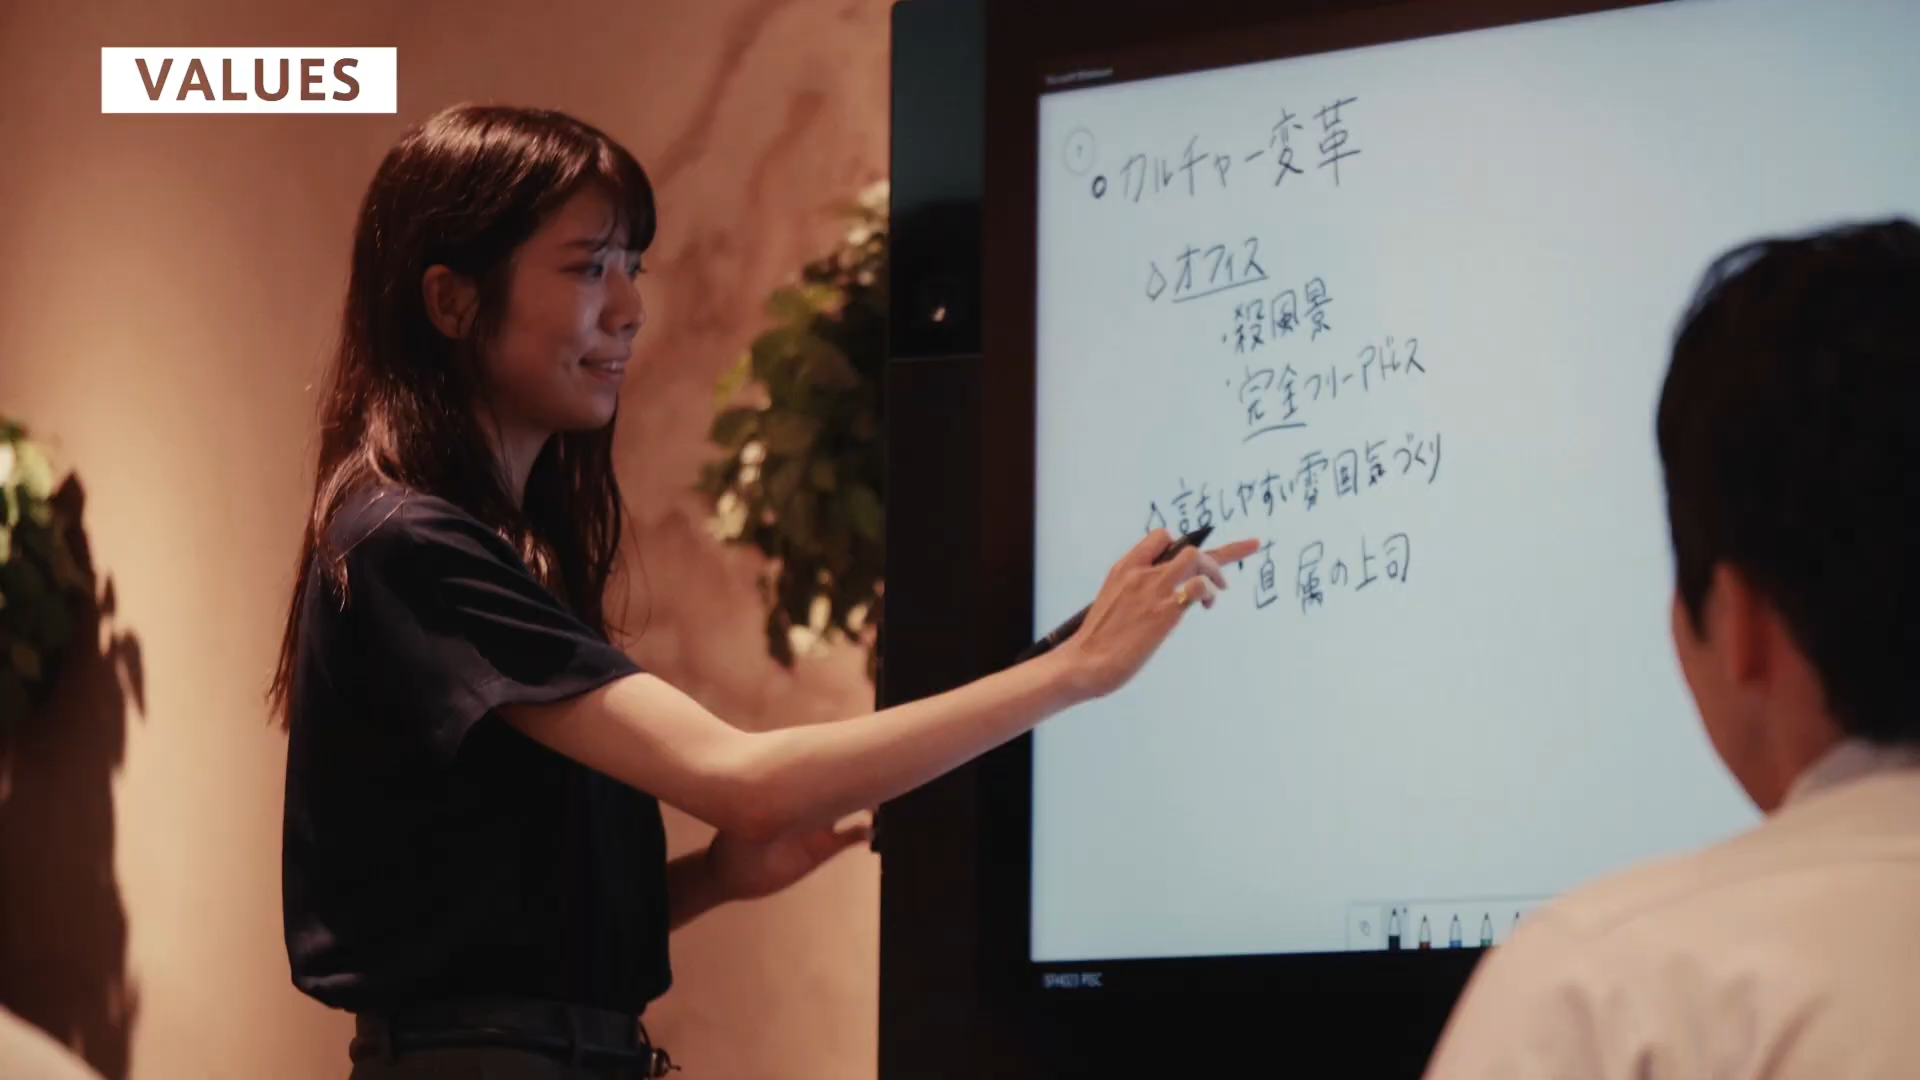 VALUES
カルチャー変革
オフィス
・殺風景
・完全フリーアドレス
話しやすい雰囲気づくり
・直属の上司